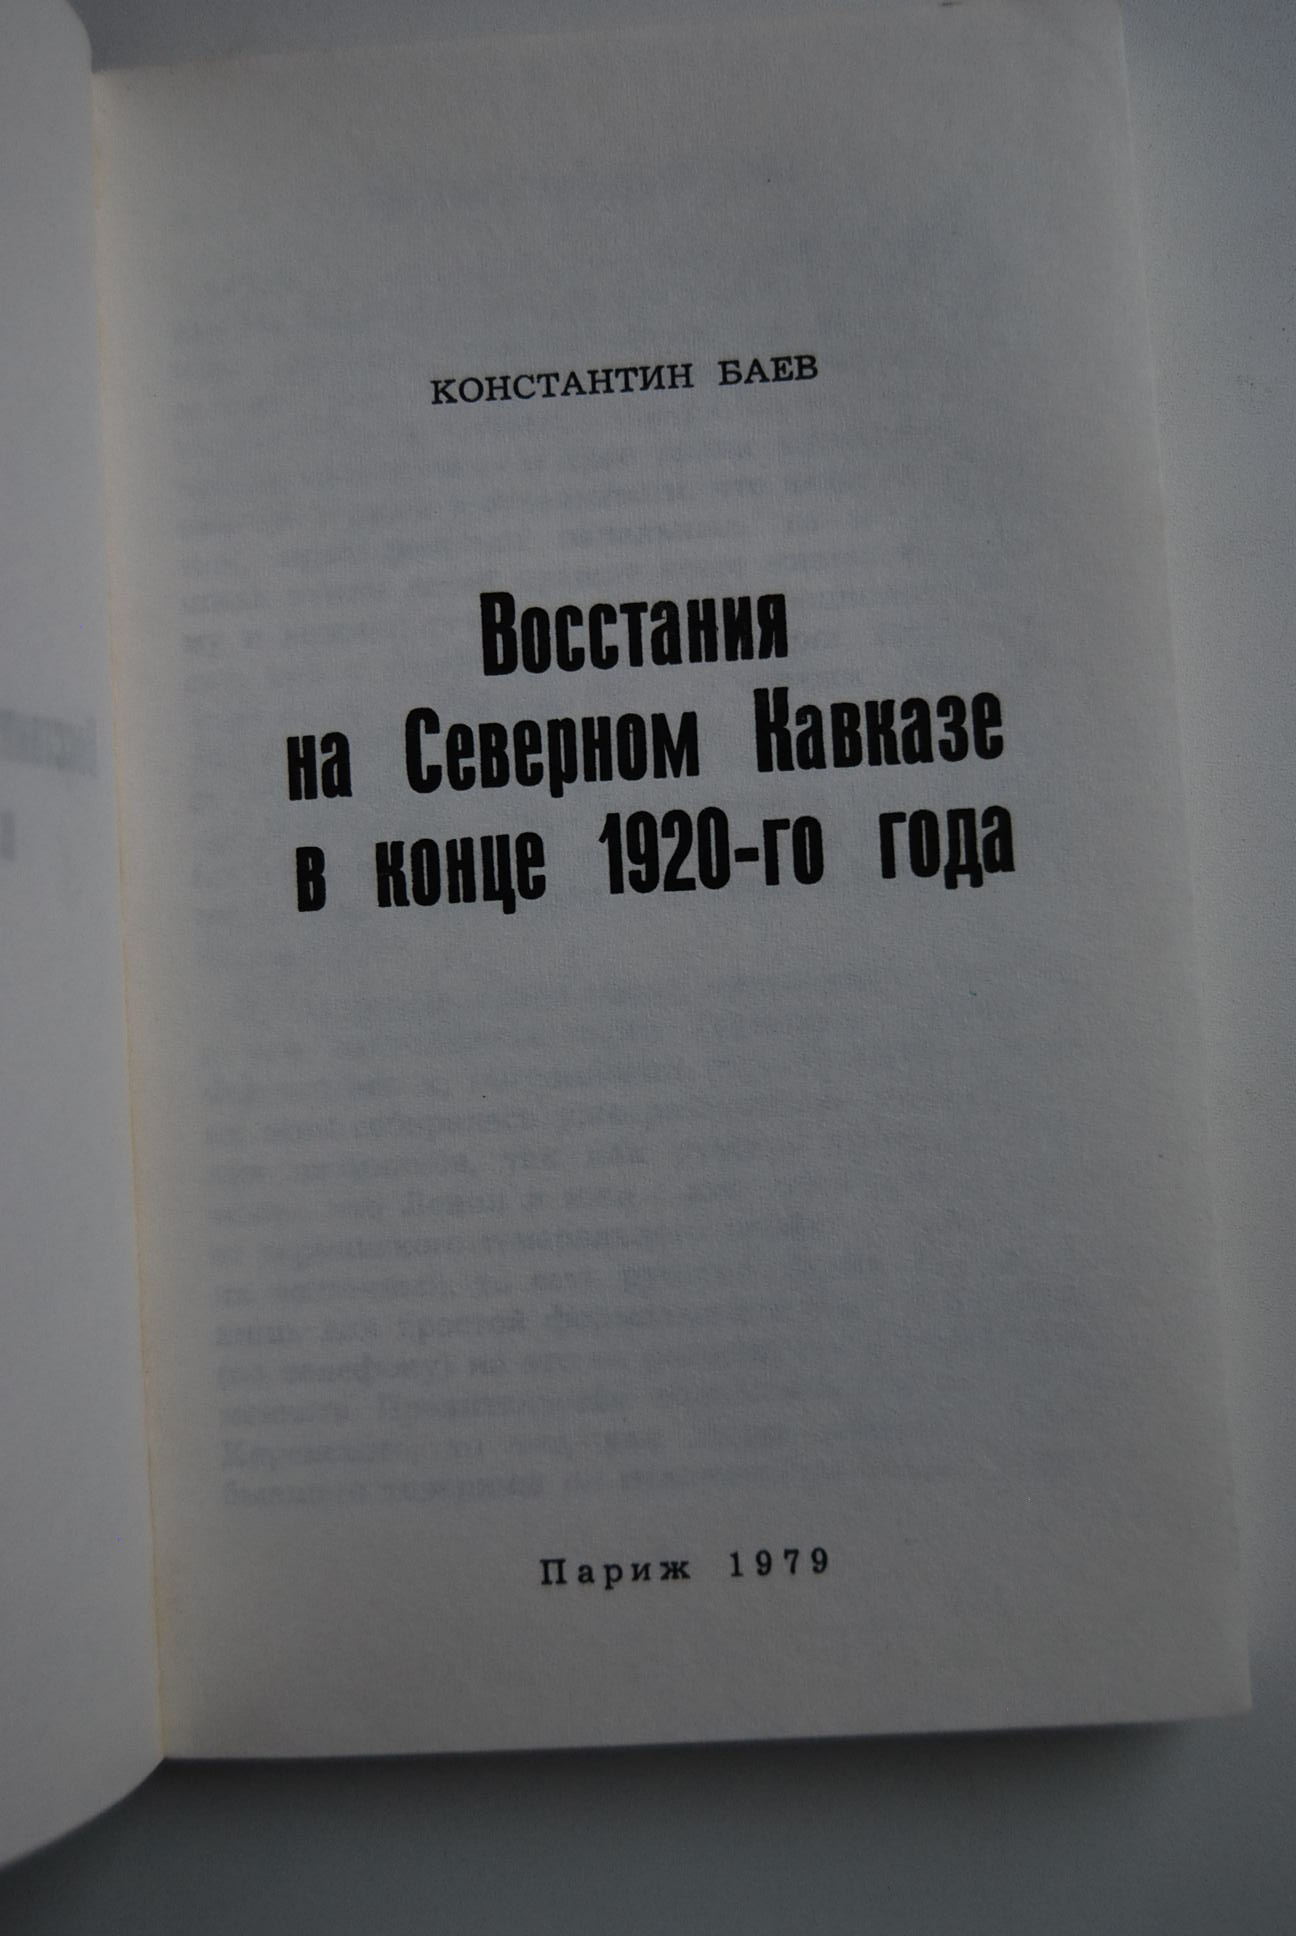 КОНСТАНТИН БАЕВ
Восстания
на Северном Кавказе
в конце 1920-го года
Париж 1979